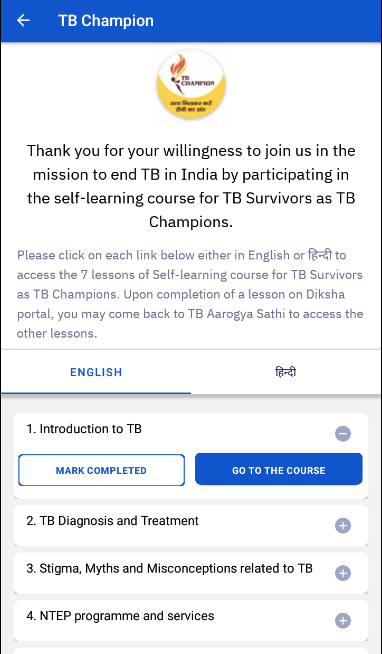 TB Champion
TB
CHAMPION
आप मिलकर करें
टीबी का अंत
Thank you for your willingness to join us in the
mission to end TB in India by participating in
the self-learning course for TB Survivors as TB
Champions.
Please click on each link below either in English or हिन्दी to
access the 7 lessons of Self-learning course for TB Survivors
as TB Champions. Upon completion of a lesson on Diksha
portal, you may come back to TB Aarogya Sathi to access the
other lessons.
ENGLISH
हिन्दी
1. Introduction to TB
MARK COMPLETED
GO TO THE COURSE
2. TB Diagnosis and Treatment
3. Stigma, Myths and Misconceptions related to TB
4. NTEP programme and services